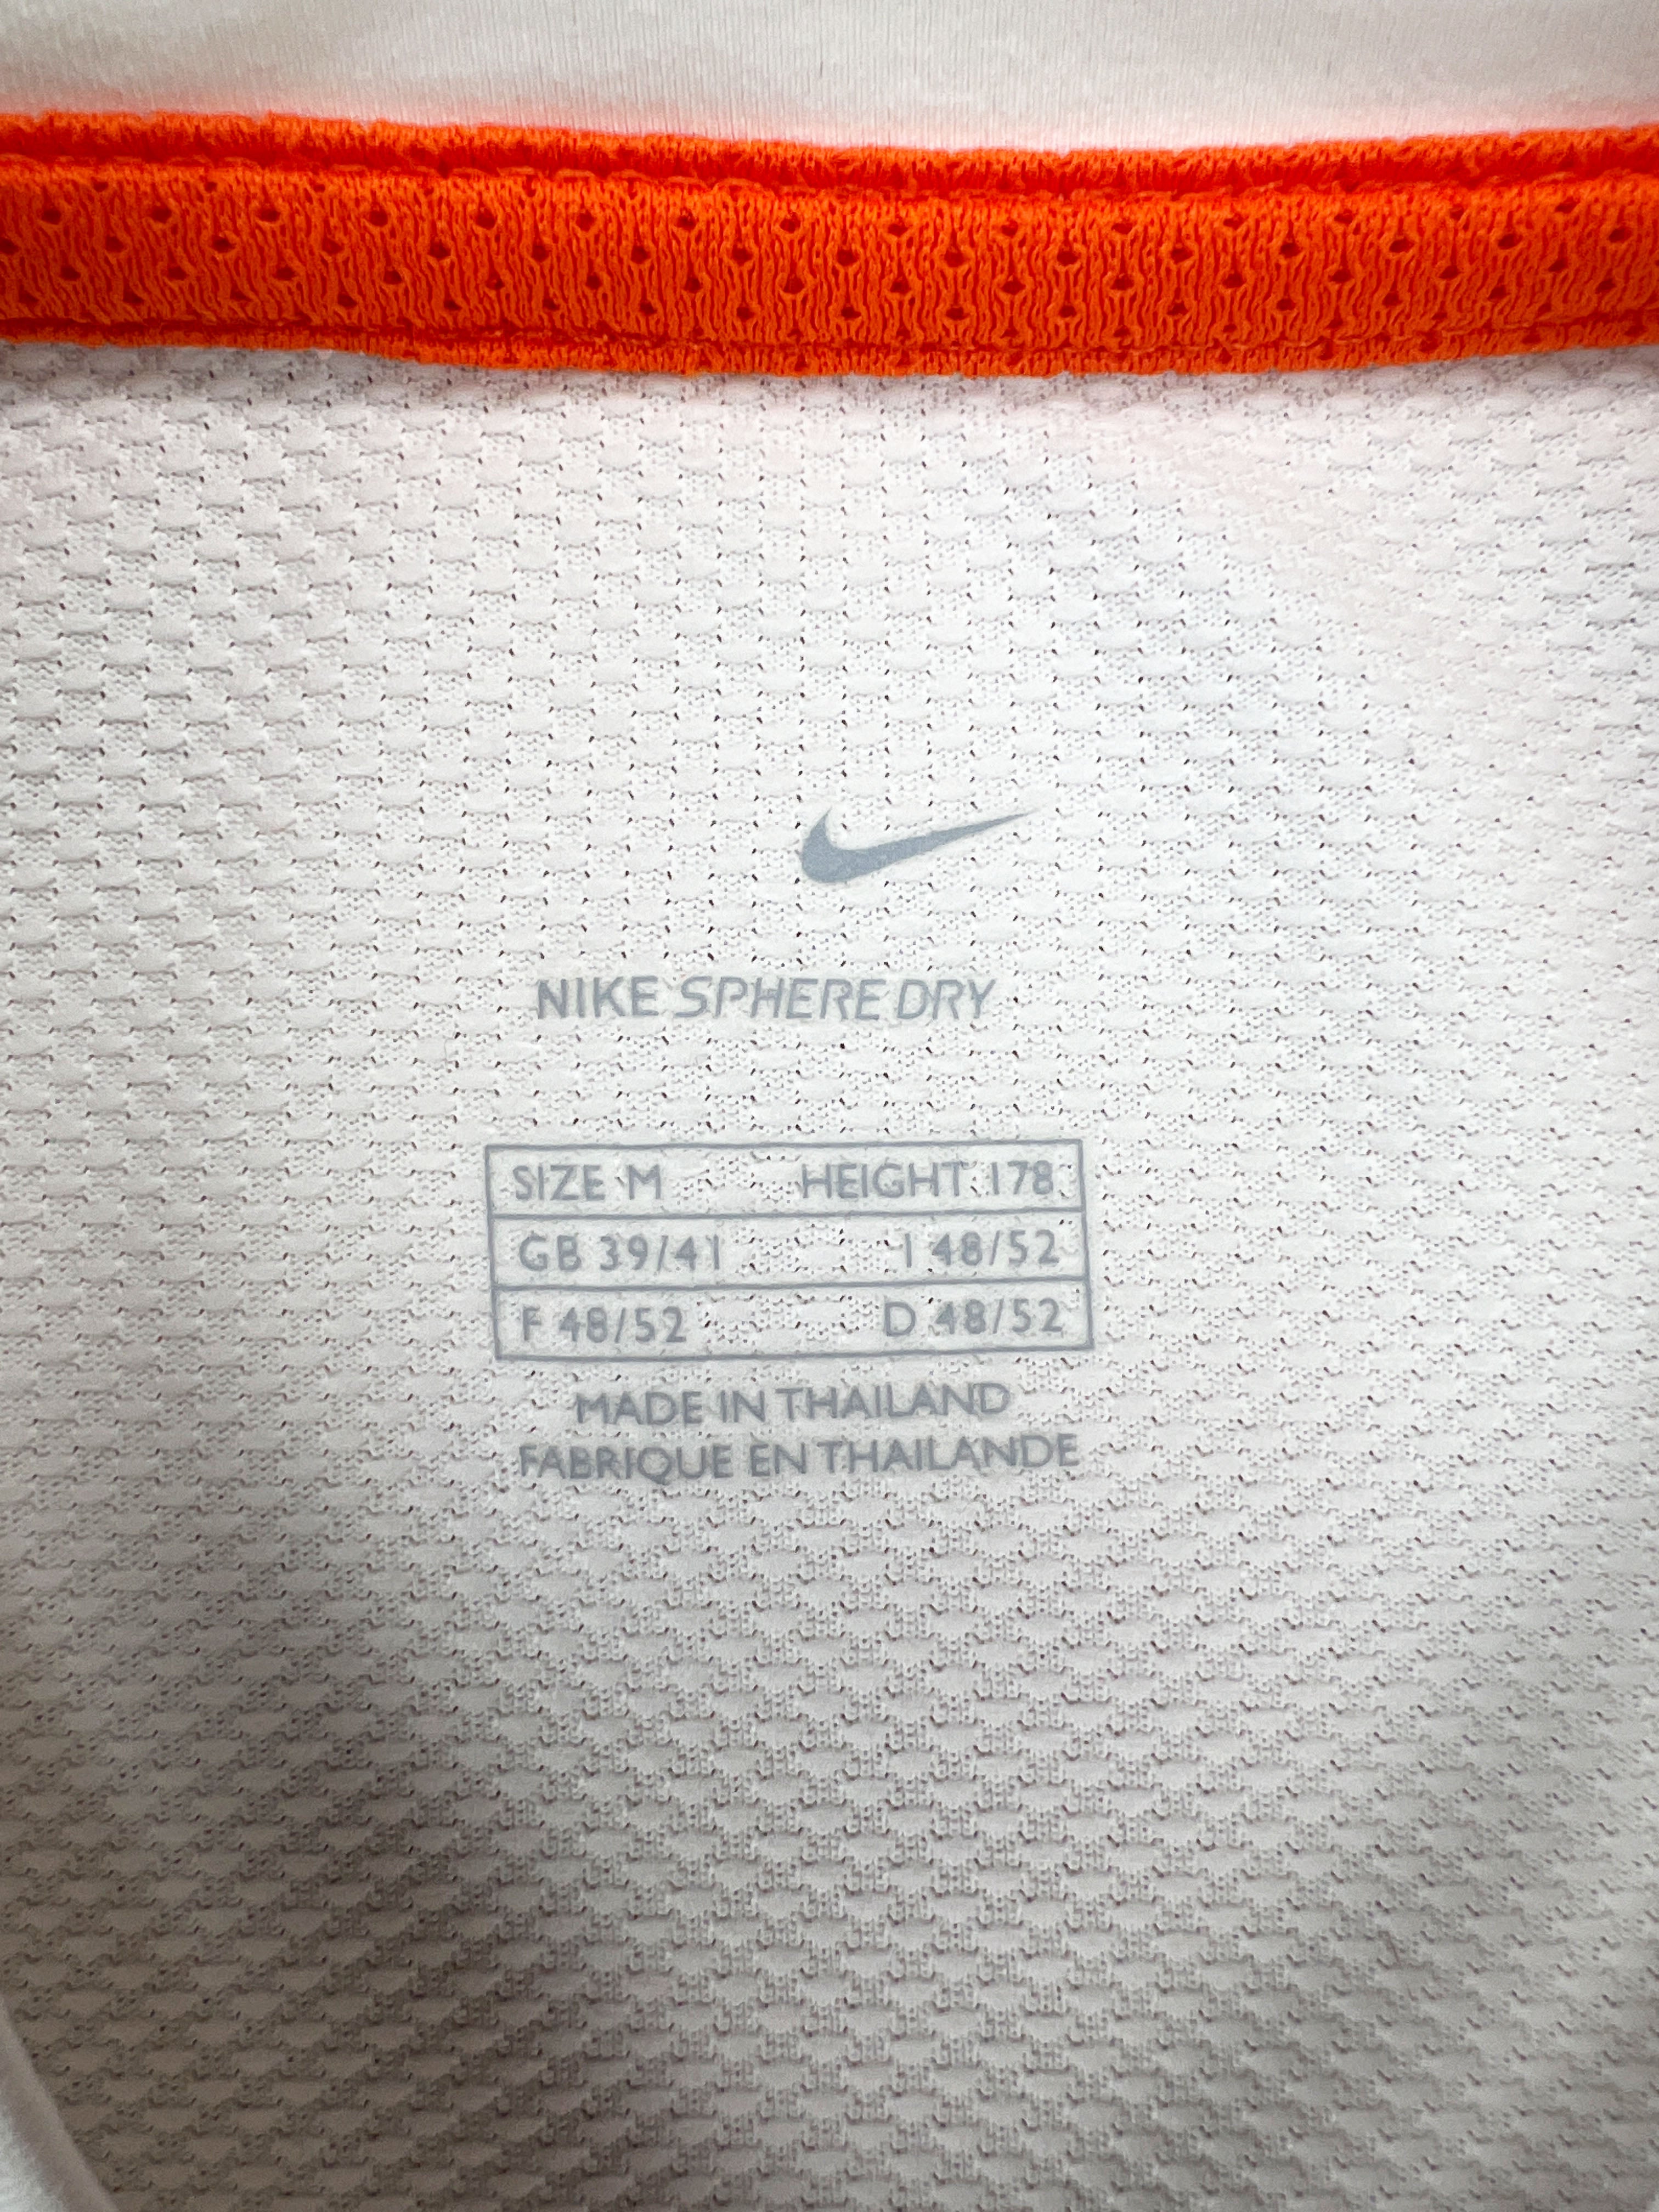 NIKE SPHERE DRY
SIZE M HEIGHT 178
GB 39/41 I 48/52
F 48/52 D 48/52
MADE IN THAILAND
FABRIQUE EN THAILANDE